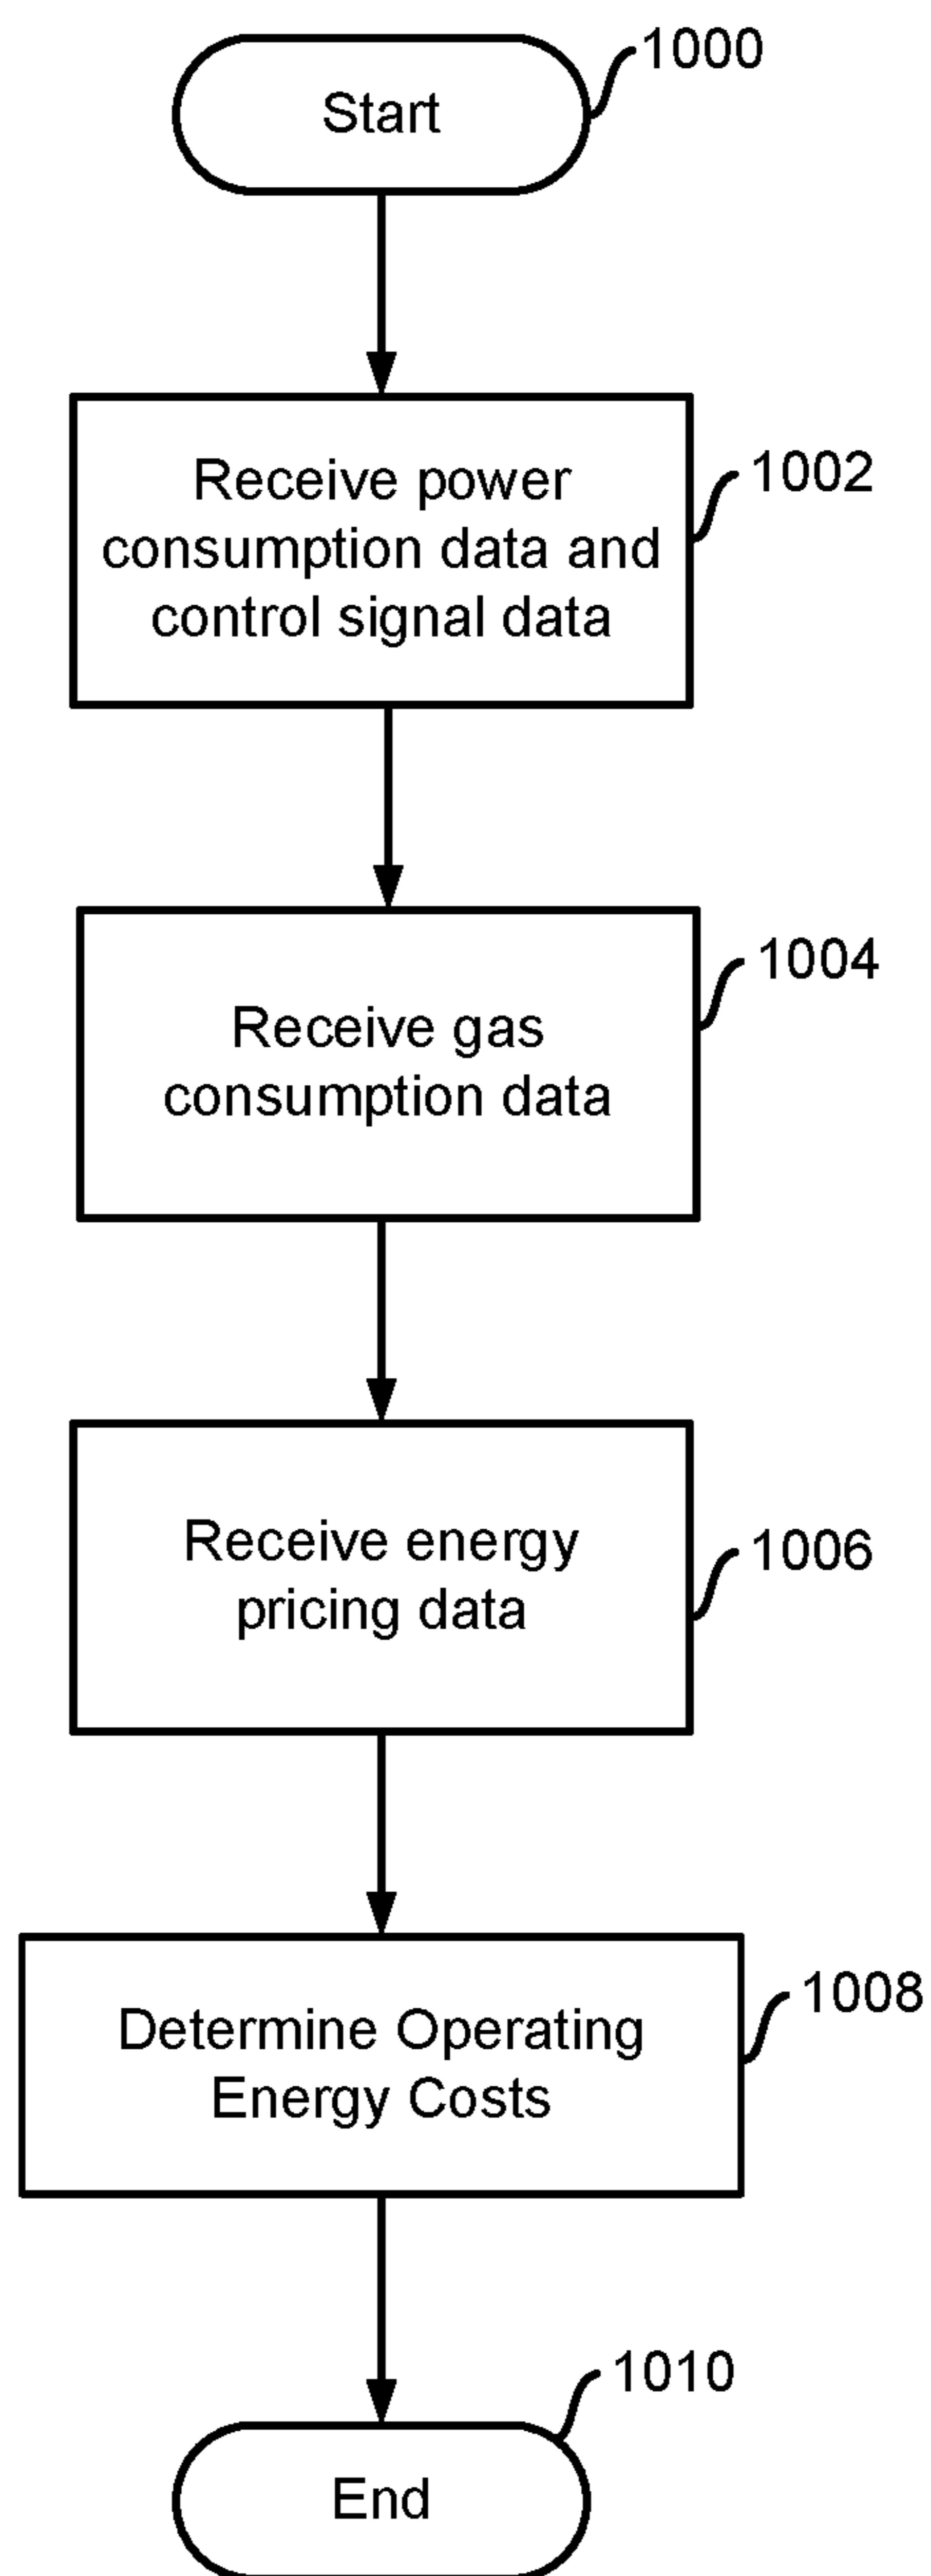 Start
1000
Receive power
consumption data and
control signal data
1002
Receive gas
consumption data
1004
Receive energy
pricing data
1006
Determine Operating
Energy Costs
1008
End
1010